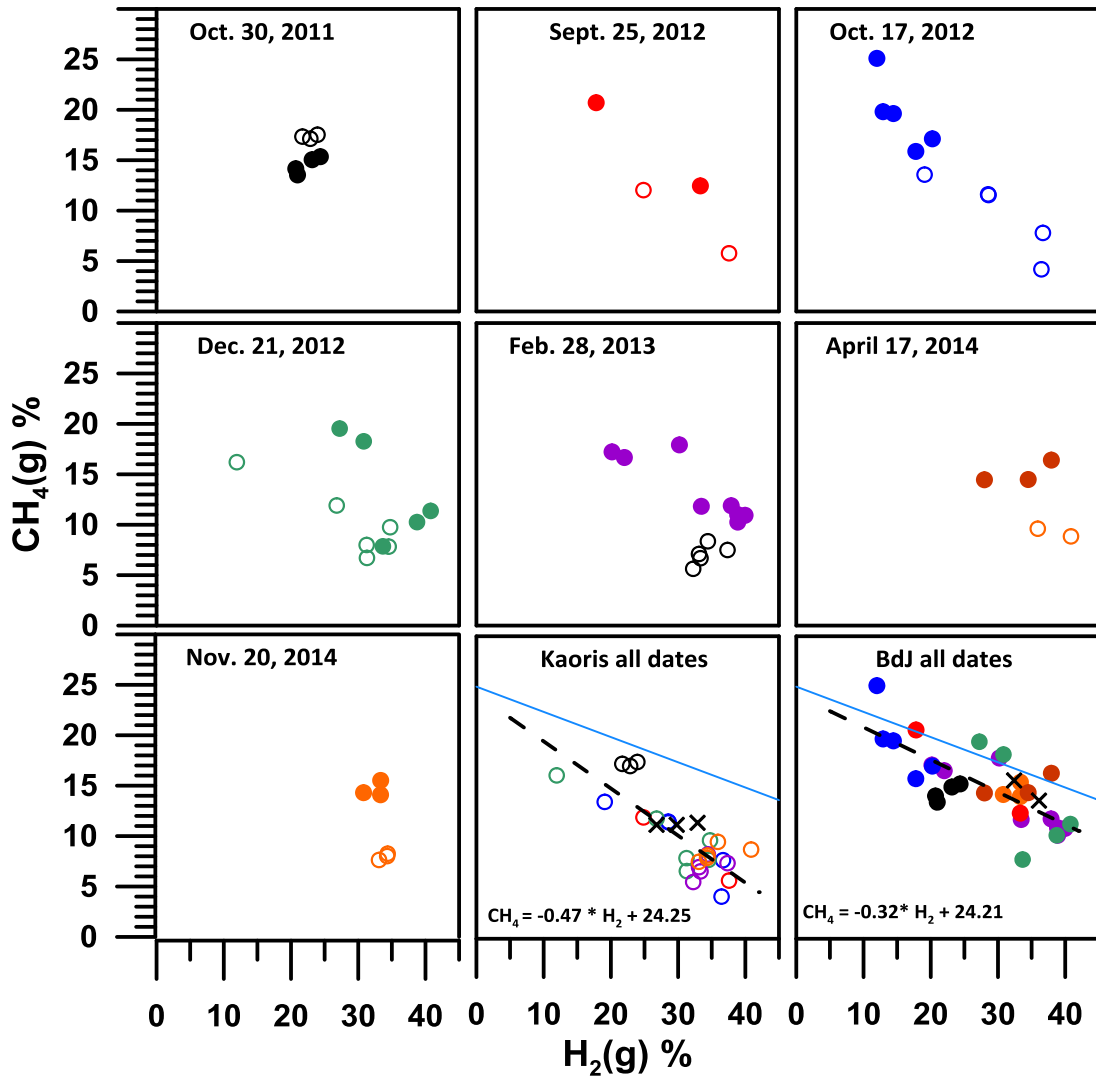 Oct. 30, 2011
Sept. 25, 2012
Oct. 17, 2012
25
20
15
10
5
0
Dec. 21, 2012
Feb. 28, 2013
April 17, 2014
25
20
15
10
5
0
CH₄(g) %
Nov. 20, 2014
Kaoris all dates
BdJ all dates
25
20
15
10
5
0
CH₄ = -0.47 * H₂ + 24.25
CH₄ = -0.32* H₂ + 24.21
0 10 20 30 40 0 10 20 30 40 0 10 20 30 40
H₂(g) %